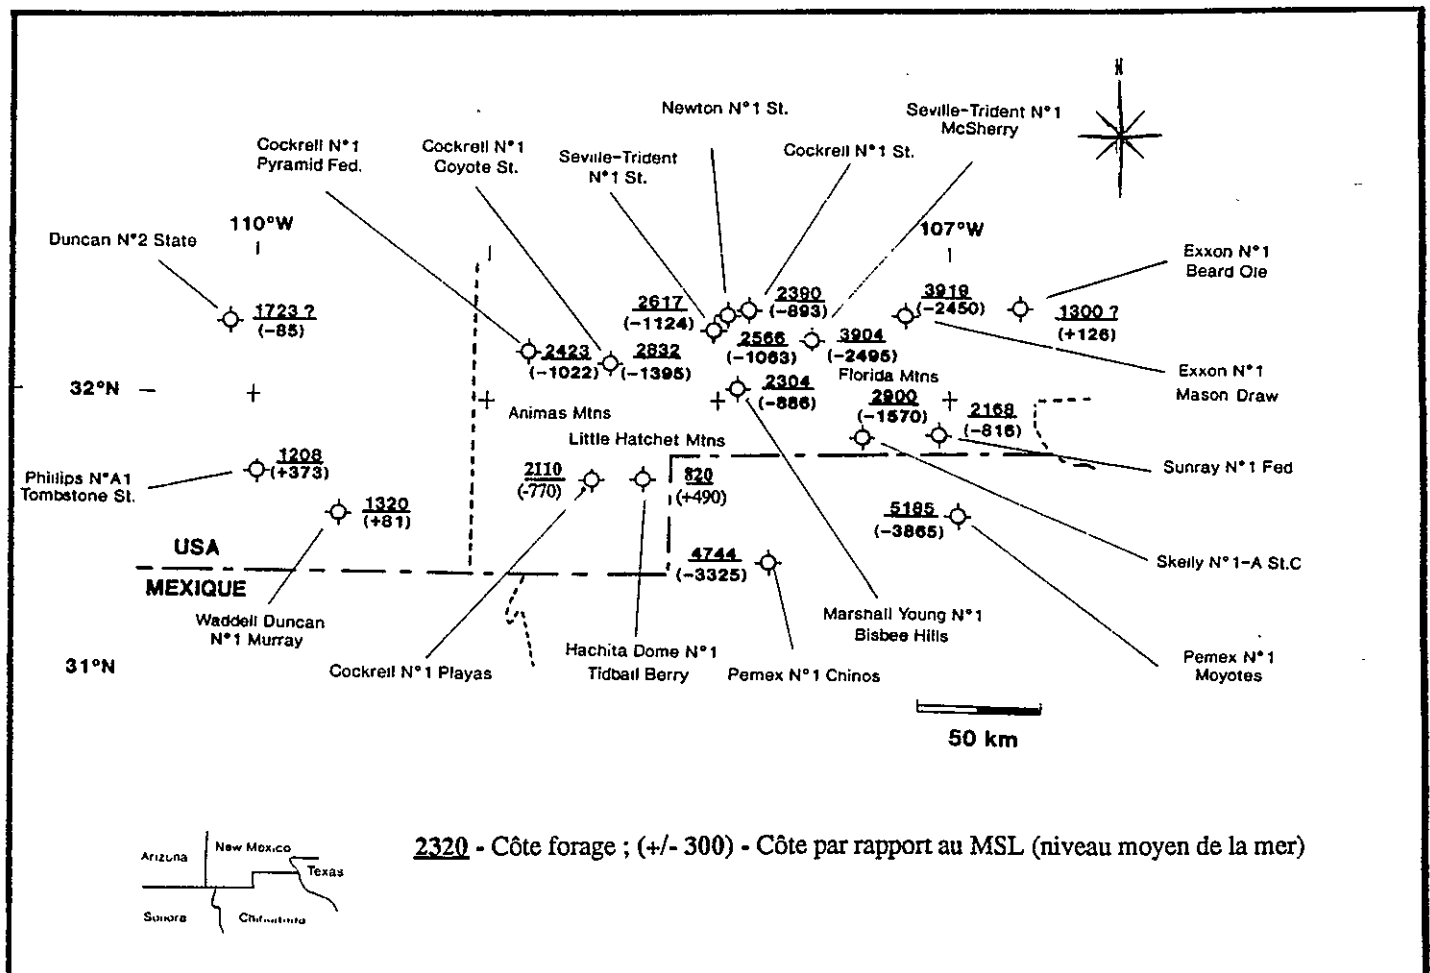 N
Newton N°1 St.
Seville-Trident N°1
McSherry
Cockrell N°1
Pyramid Fed.
Cockrell N°1
Coyote St.
Seville-Trident
N°1 St.
Cockrell N°1 St.
110°W
107°W
Duncan N°2 State
Exxon N°1
Beard Ole
1723 ?
(-85)
2617
(-1124)
2390
(-893)
3919
(-2450)
1300 ?
(+126)
2423
(-1022)
2832
(-1395)
2566
(-1063)
3904
(-2495)
32°N
2304
(-886)
Florida Mtns
Exxon N°1
Mason Draw
2900
(-1570)
2168
(-816)
Animas Mtns
Little Hatchet Mtns
1208
(+373)
Phillips N°A1
Tombstone St.
2110
(-770)
820
(+490)
Sunray N°1 Fed
1320
(+81)
5185
(-3865)
USA
MEXIQUE
4744
(-3325)
Skelly N°1-A St.C
Waddell Duncan
N°1 Murray
Marshall Young N°1
Bisbee Hills
31°N
Cockrell N°1 Playas
Hachita Dome N°1
Tidball Berry
Pemex N°1 Chinos
Pemex N°1
Moyotes
50 km
2320 - Côte forage ; (+/- 300) - Côte par rapport au MSL (niveau moyen de la mer)
Arizona
New Mexico
Texas
Sonora
Chihuahua